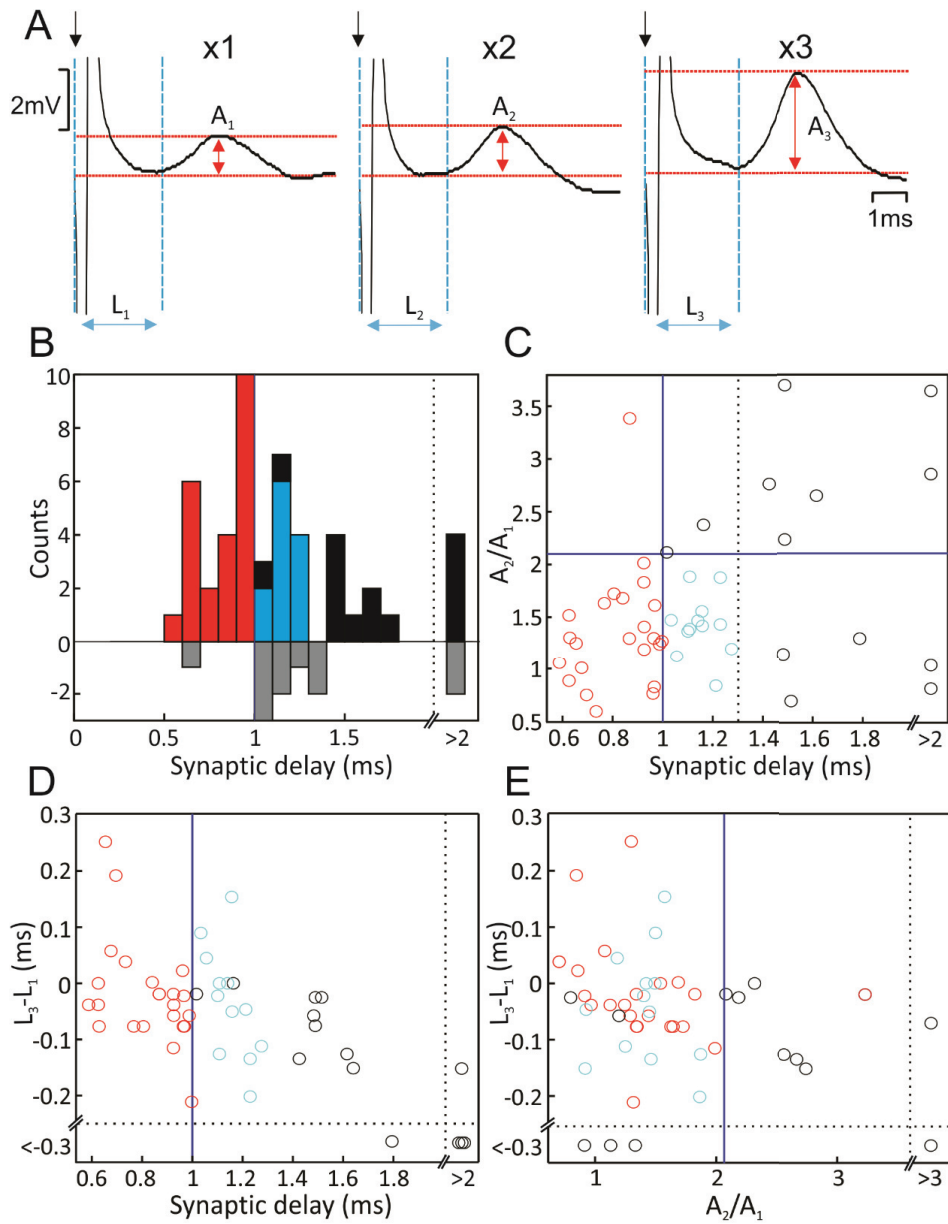 A
x1
x2
x3
2mV
A₁
A₂
A₃
1ms
L₁
L₂
L₃
B
10
8
6
4
2
0
-2
Counts
0
0.5
1
1.5
>2
Synaptic delay (ms)
C
3.5
3
2.5
2
1.5
1
0.5
A₂/A₁
0.6
0.8
1
1.2
1.4
1.6
1.8
>2
Synaptic delay (ms)
D
0.3
0.2
0.1
0
-0.1
-0.2
<-0.3
L₃-L₁ (ms)
0.6
0.8
1
1.2
1.4
1.6
1.8
>2
Synaptic delay (ms)
E
0.3
0.2
0.1
0
-0.1
-0.2
<-0.3
L₃-L₁ (ms)
1
2
3
>3
A₂/A₁